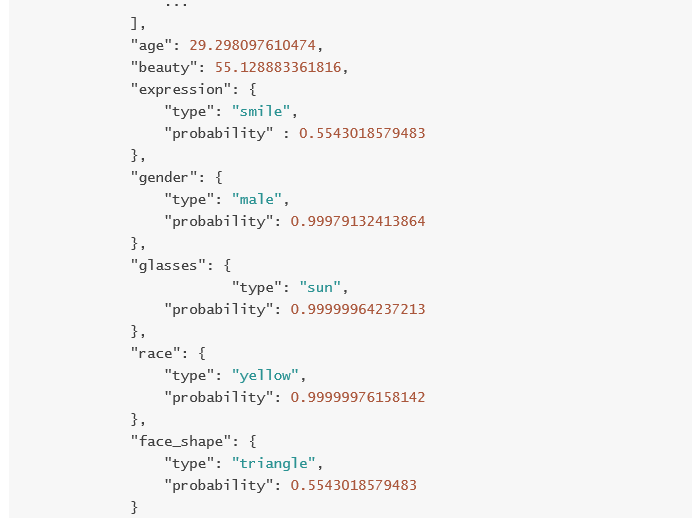 ...
],
"age": 29.298097610474,
"beauty": 55.128883361816,
"expression": {
"type": "smile",
"probability" : 0.5543018579483
},
"gender": {
"type": "male",
"probability": 0.99979132413864
},
"glasses": {
"type": "sun",
"probability": 0.99999964237213
},
"race": {
"type": "yellow",
"probability": 0.99999976158142
},
"face_shape": {
"type": "triangle",
"probability": 0.5543018579483
}